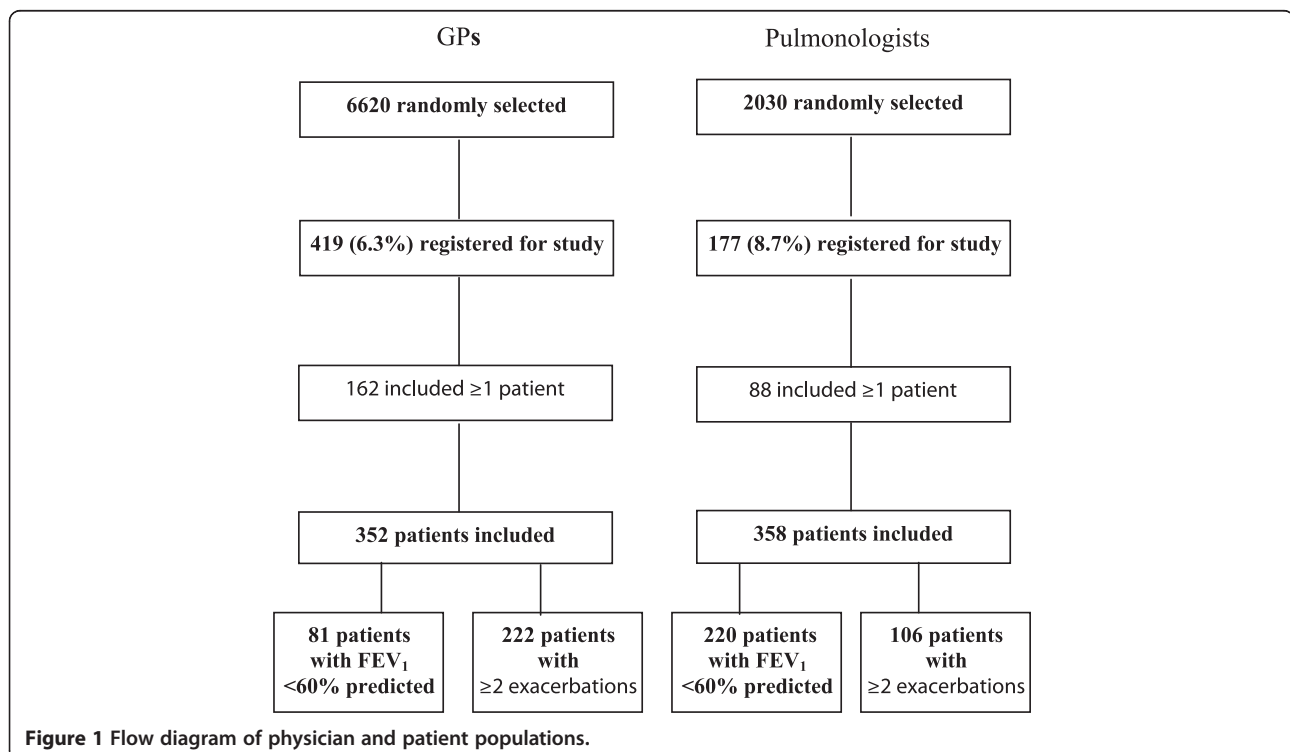 GPs
6620 randomly selected
419 (6.3%) registered for study
162 included ≥1 patient
352 patients included
81 patients
with FEV₁
<60% predicted
222 patients
with
≥2 exacerbations
Pulmonologists
2030 randomly selected
177 (8.7%) registered for study
88 included ≥1 patient
358 patients included
220 patients
with FEV₁
<60% predicted
106 patients
with
≥2 exacerbations
Figure 1 Flow diagram of physician and patient populations.